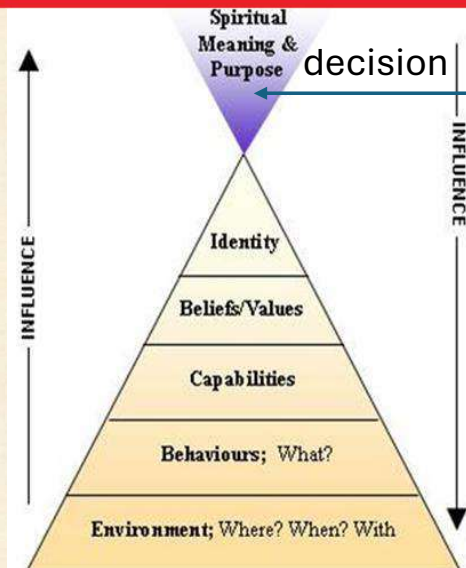 Spiritual
Meaning &
Purpose
decision
INFLUENCE
INFLUENCE
Identity
Beliefs/Values
Capabilities
Behaviours; What?
Environment; Where? When? With